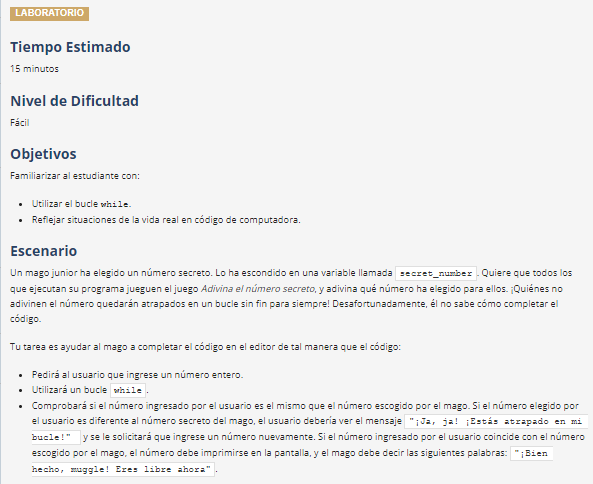 LABORATORIO
Tiempo Estimado
15 minutos
Nivel de Dificultad
Fácil
Objetivos
Familiarizar al estudiante con:
• Utilizar el bucle while.
• Reflejar situaciones de la vida real en código de computadora.
Escenario
Un mago junior ha elegido un número secreto. Lo ha escondido en una variable llamada secret_number. Quiere que todos los
que ejecutan su programa jueguen el juego Adivina el número secreto, y adivina qué número ha elegido para ellos. ¡Quiénes no
adivinen el número quedarán atrapados en un bucle sin fin para siempre! Desafortunadamente, él no sabe cómo completar el
código.
Tu tarea es ayudar al mago a completar el código en el editor de tal manera que el código:
• Pedirá al usuario que ingrese un número entero.
• Utilizará un bucle while.
• Comprobará si el número ingresado por el usuario es el mismo que el número escogido por el mago. Si el número elegido por
el usuario es diferente al número secreto del mago, el usuario debería ver el mensaje "¡Ja, ja! ¡Estás atrapado en mi
bucle!" y se le solicitará que ingrese un número nuevamente. Si el número ingresado por el usuario coincide con el número
escogido por el mago, el número debe imprimirse en la pantalla, y el mago debe decir las siguientes palabras: "¡Bien
hecho, muggle! Eres libre ahora".